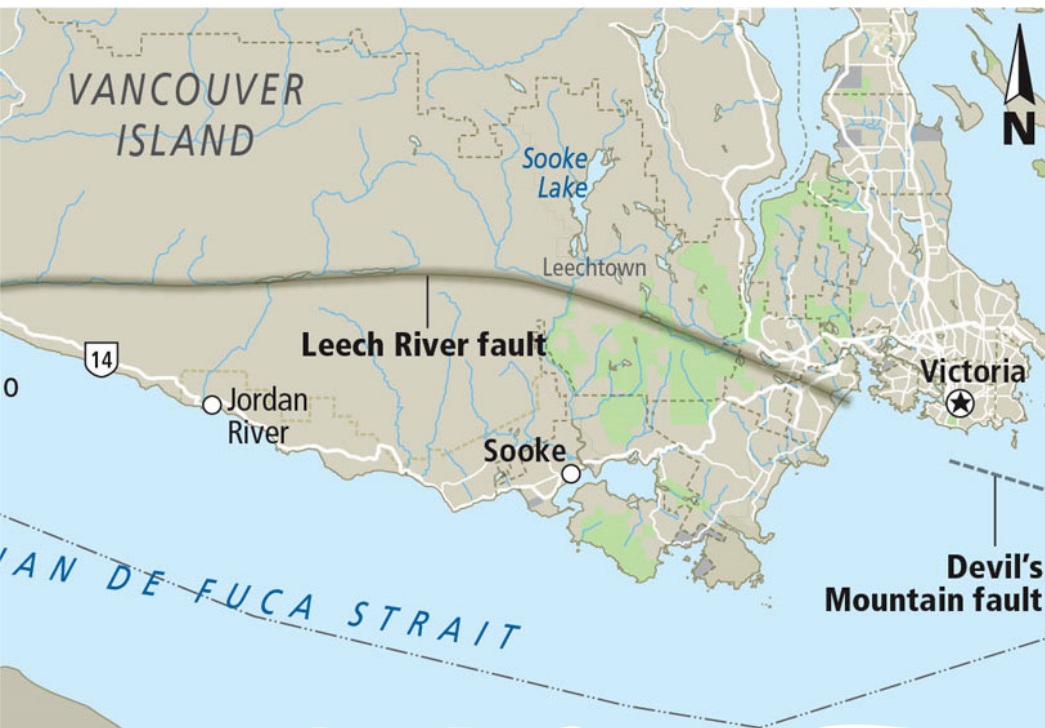 VANCOUVER
ISLAND
N
Sooke
Lake
Leechtown
Leech River fault
14
O
Jordan
River
Victoria
Sooke
Devil's
Mountain fault
UAN DE FUCA STRAIT